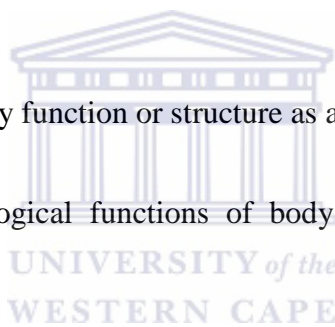 y function or structure as a
ogical functions of body
UNIVERSITY of the
WESTERN CAPE